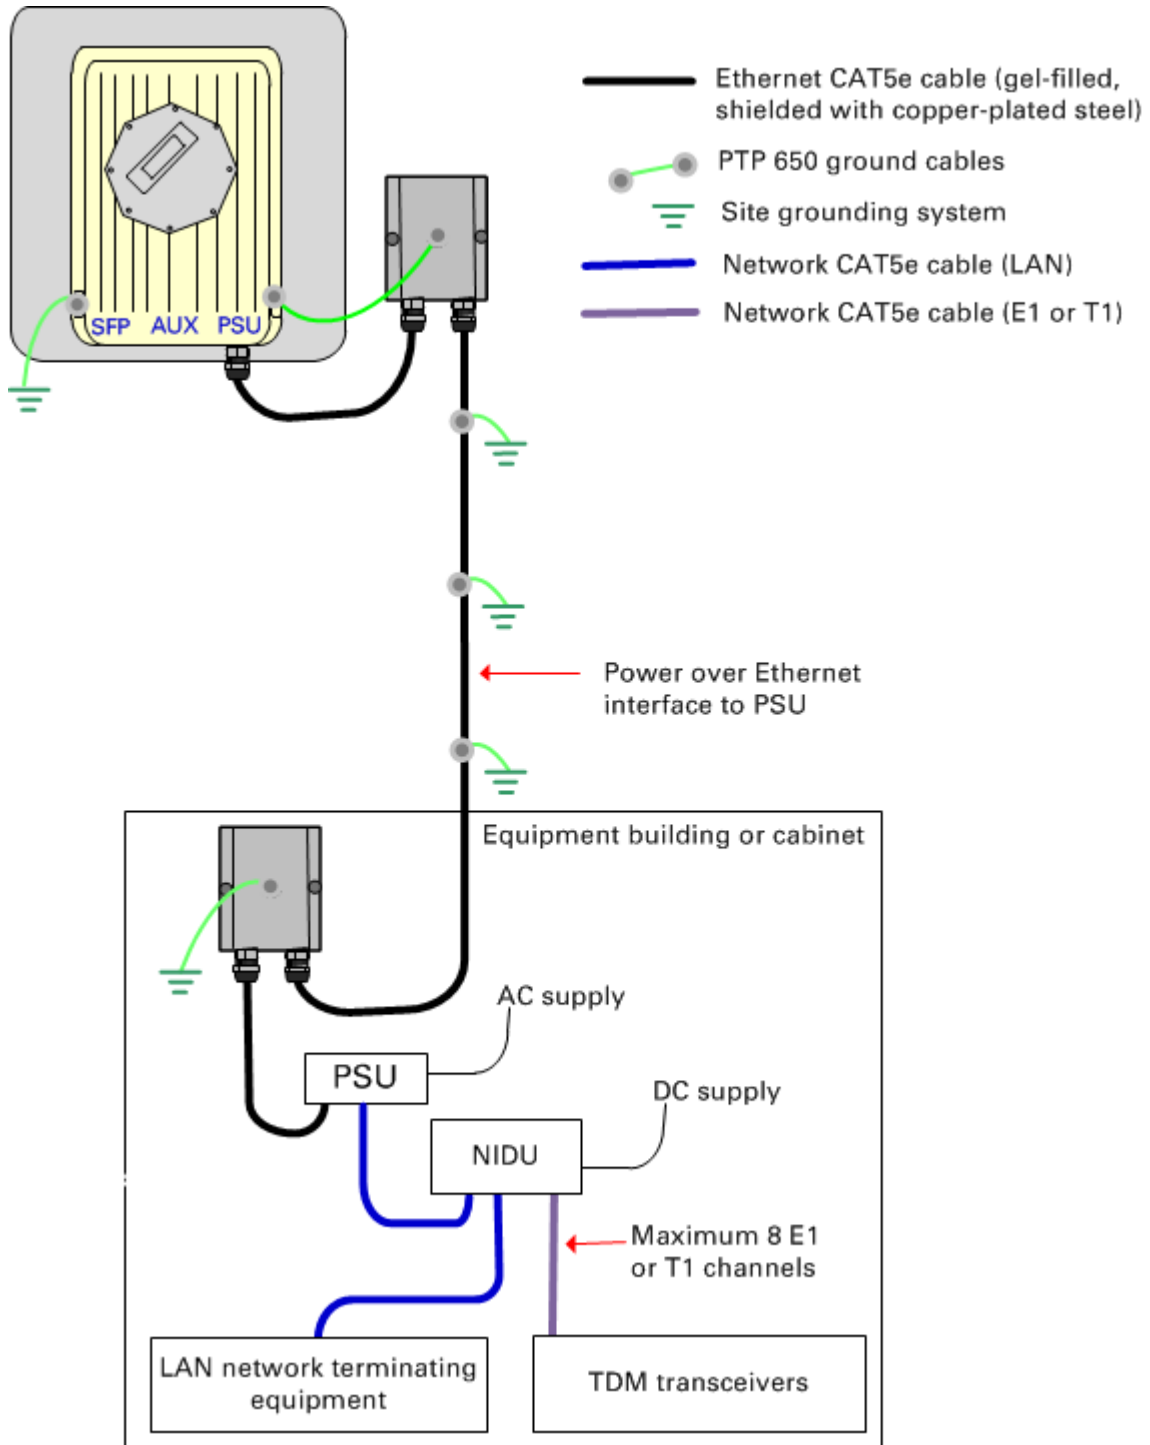 Ethernet CAT5e cable (gel-filled,
shielded with copper-plated steel)
PTP 650 ground cables
Site grounding system
Network CAT5e cable (LAN)
Network CAT5e cable (E1 or T1)
SFP AUX PSU
Power over Ethernet
interface to PSU
Equipment building or cabinet
AC supply
PSU
DC supply
NIDU
Maximum 8 E1
or T1 channels
LAN network terminating
equipment
TDM transceivers